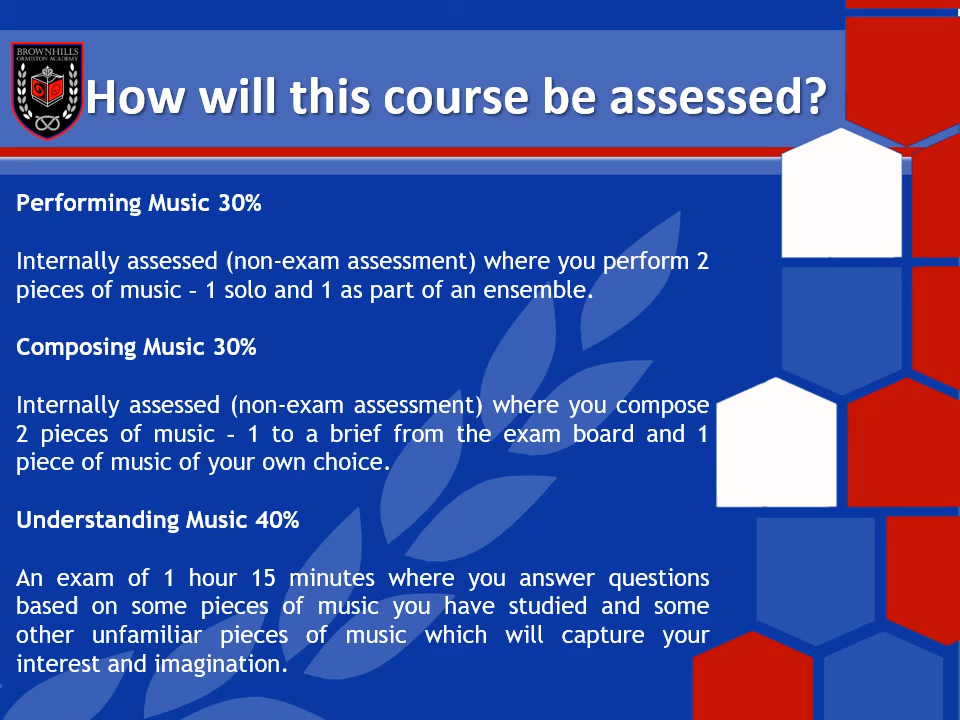 BROWNHILLS
ORMISTON ACADEMY
How will this course be assessed?
Performing Music 30%
Internally assessed (non-exam assessment) where you perform 2
pieces of music – 1 solo and 1 as part of an ensemble.
Composing Music 30%
Internally assessed (non-exam assessment) where you compose
2 pieces of music – 1 to a brief from the exam board and 1
piece of music of your own choice.
Understanding Music 40%
An exam of 1 hour 15 minutes where you answer questions
based on some pieces of music you have studied and some
other unfamiliar pieces of music which will capture your
interest and imagination.